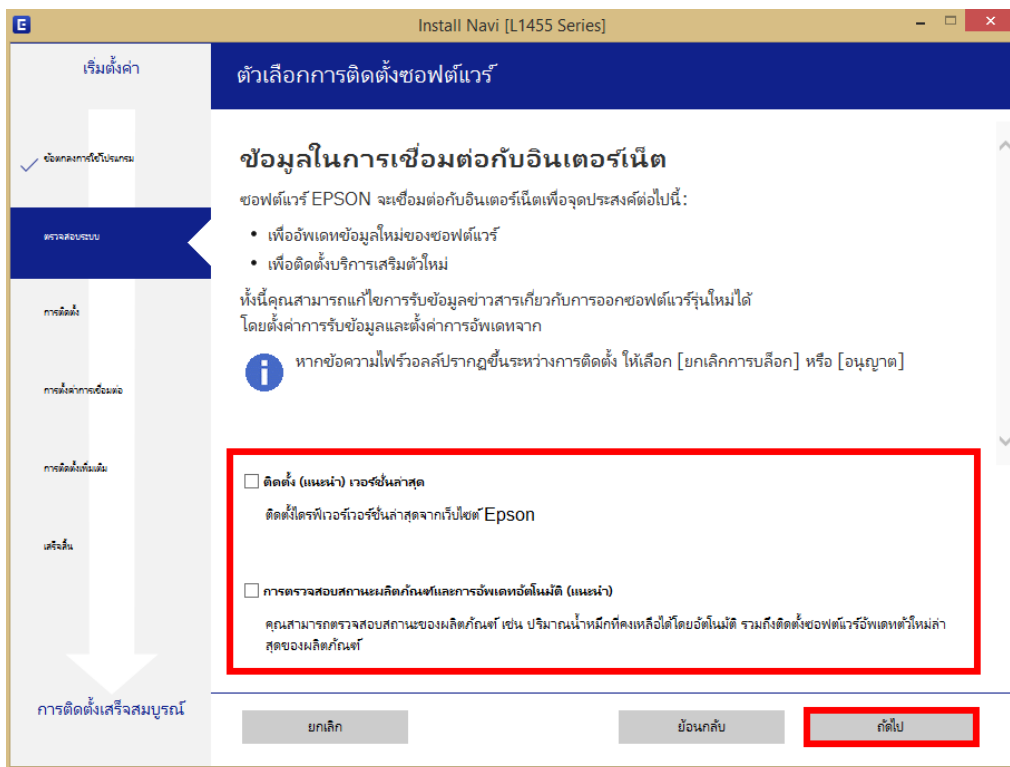 E
Install Navi [L1455 Series]
เริ่มตั้งค่า
ตัวเลือกการติดตั้งซอฟต์แวร์
ข้อตกลงการใช้โปรแกรม
ตรวจสอบระบบ
การติดตั้ง
การตั้งค่าการเชื่อมต่อ
การติดตั้งเพิ่มเติม
เสร็จสิ้น
การติดตั้งเสร็จสมบูรณ์
ข้อมูลในการเชื่อมต่อกับอินเตอร์เน็ต
ซอฟต์แวร์ EPSON จะเชื่อมต่อกับอินเตอร์เน็ตเพื่อจุดประสงค์ต่อไปนี้:
• เพื่ออัพเดทข้อมูลใหม่ของซอฟต์แวร์
• เพื่อติดตั้งบริการเสริมตัวใหม่
ทั้งนี้คุณสามารถแก้ไขการรับข้อมูลข่าวสารเกี่ยวกับการออกซอฟต์แวร์รุ่นใหม่ได้
โดยตั้งค่าการรับข้อมูลและตั้งค่าการอัพเดทจาก
หากข้อความไฟร์วอลล์ปรากฏขึ้นระหว่างการติดตั้ง ให้เลือก [ยกเลิกการบล็อก] หรือ [อนุญาต]
ติดตั้ง (แนะนำ) เวอร์ชั่นล่าสุด
ติดตั้งไดรฟ์เวอร์เวอร์ชั่นล่าสุดจากเว็บไซต์ Epson
การตรวจสอบสถานะผลิตภัณฑ์และการอัพเดทอัตโนมัติ (แนะนำ)
คุณสามารถตรวจสอบสถานะของผลิตภัณฑ์ เช่น ปริมาณน้ำหมึกที่คงเหลือได้โดยอัตโนมัติ รวมถึงติดตั้งซอฟต์แวร์อัพเดทตัวใหม่ล่า
สุดของผลิตภัณฑ์
ยกเลิก
ย้อนกลับ
ถัดไป